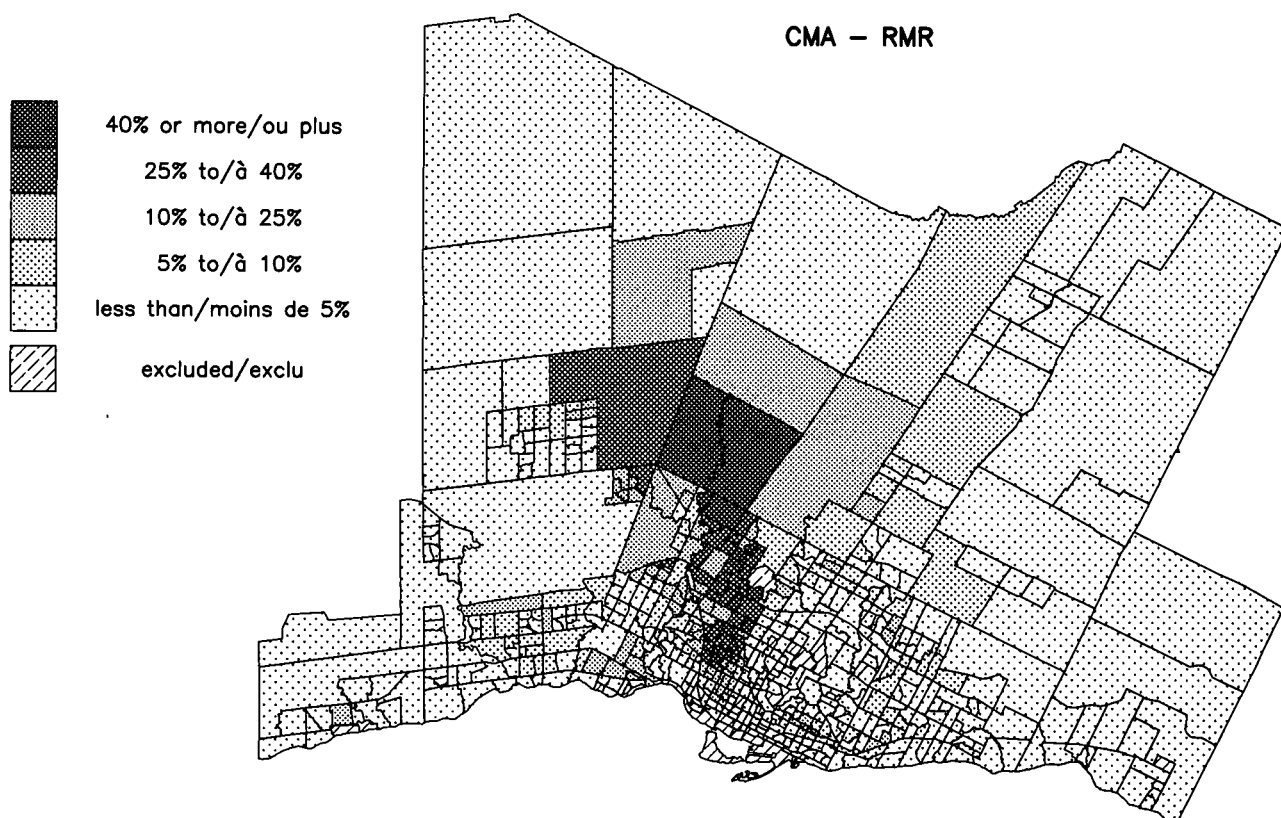 CMA – RMR
40% or more/ou plus
25% to/à 40%
10% to/à 25%
5% to/à 10%
less than/moins de 5%
excluded/exclu